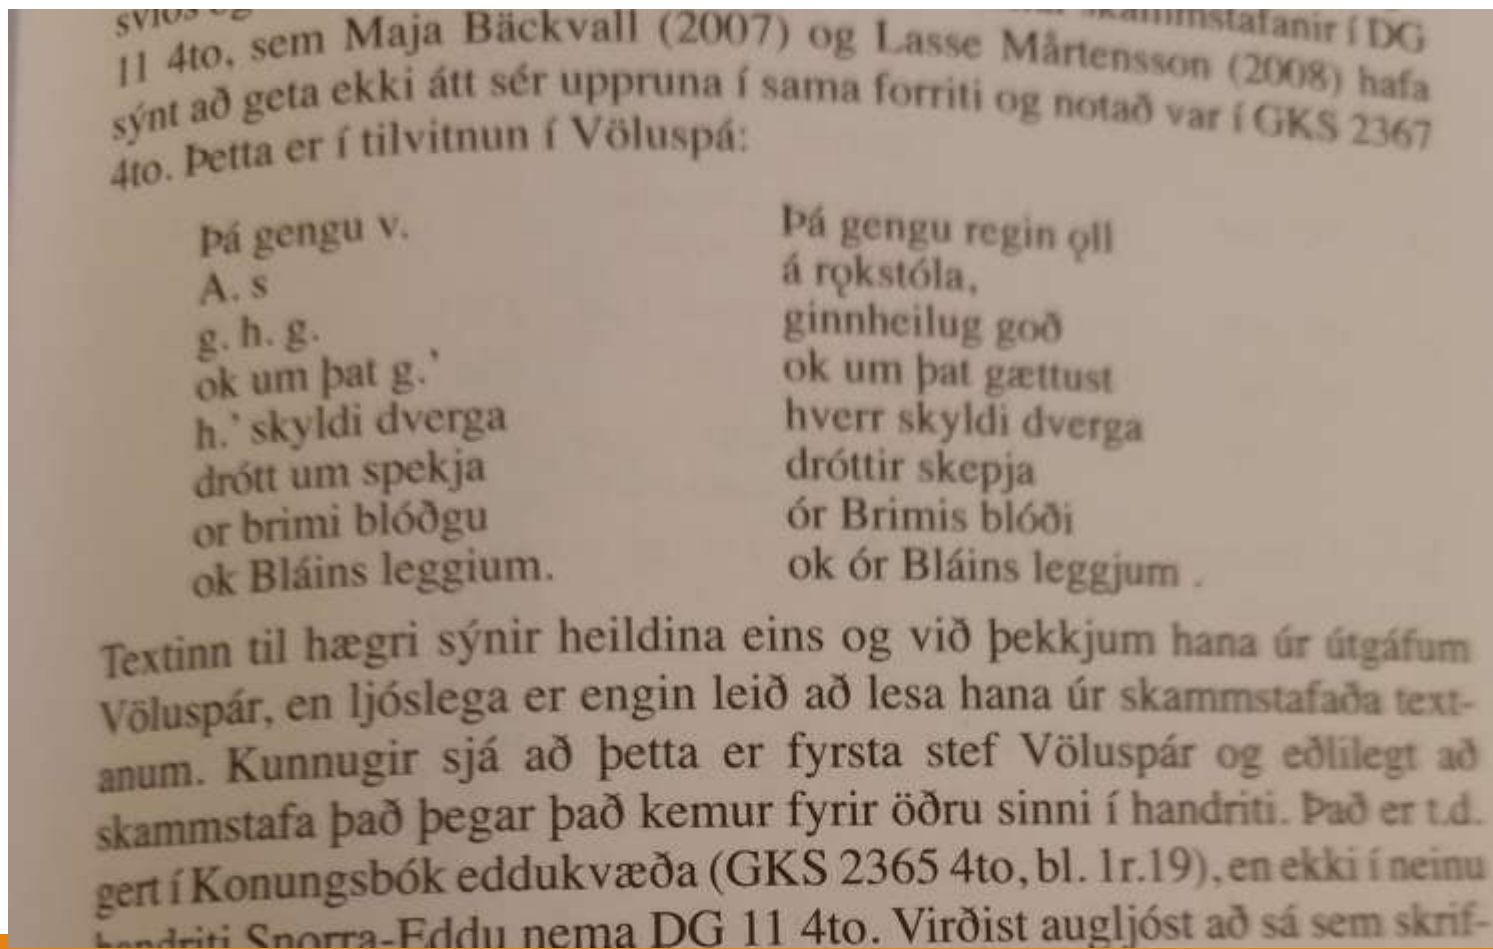 skammstafanir í DG
11 4to, sem Maja Bäckvall (2007) og Lasse Mårtensson (2008) hafa
sýnt að geta ekki átt sér uppruna í sama forriti og notað var í GKS 2367
4to. Þetta er í tilvitnun í Völuspá:
Þá gengu v.
A. s
g. h. g.
ok um þat g.’
h.’ skyldi dverga
drótt um spekja
or brimi blóðgu
ok Bláins leggium.
Þá gengu regin ǫll
á rǫkstóla,
ginnheilug goð
ok um þat gættust
hverr skyldi dverga
dróttir skepja
ór Brimis blóði
ok ór Bláins leggjum .
Textinn til hægri sýnir heildina eins og við þekkjum hana úr útgáfum
Völuspár, en ljóslega er engin leið að lesa hana úr skammstafaða text-
anum. Kunnugir sjá að þetta er fyrsta stef Völuspár og eðlilegt að
skammstafa það þegar það kemur fyrir öðru sinni í handriti. Það er t.d.
gert í Konungsbók eddukvæða (GKS 2365 4to, bl. 1r.19), en ekki í neinu
handriti Snorra-Eddu nema DG 11 4to. Virðist augljóst að sá sem skrif-